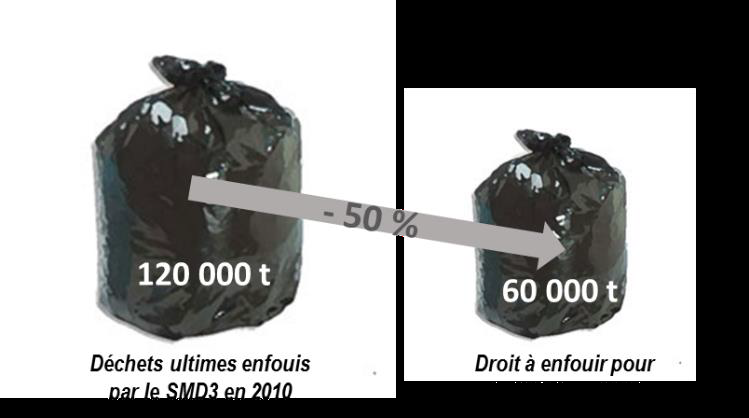 - 50 %
120 000 t
60 000 t
Déchets ultimes enfouis
par le SMD3 en 2010
Droit à enfouir pour